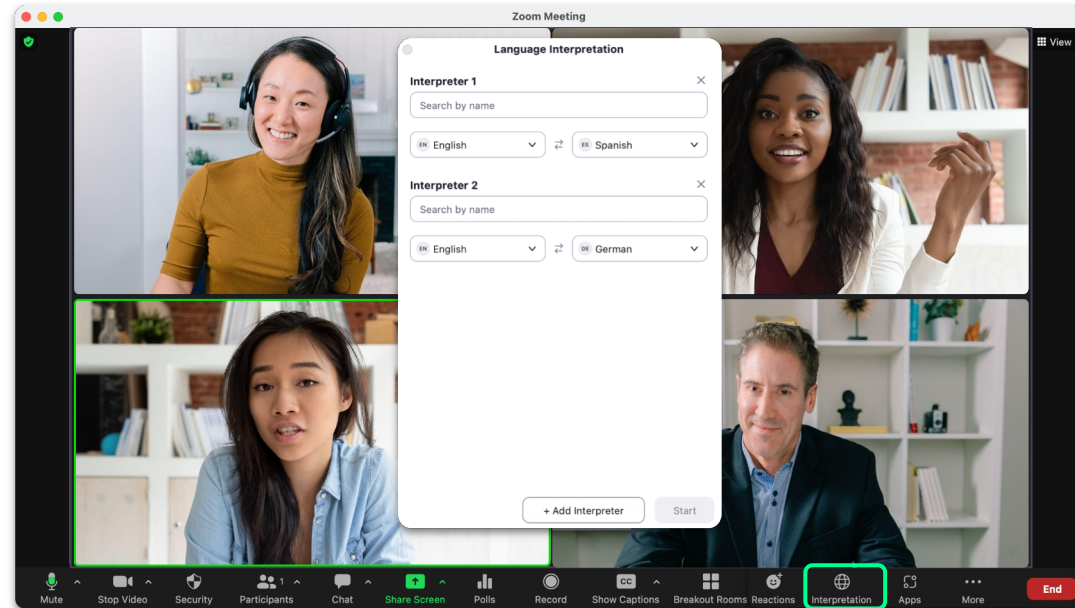 Zoom Meeting
View
Language Interpretation
Interpreter 1
Search by name
EN English
ES Spanish
Interpreter 2
Search by name
EN English
DE German
+ Add Interpreter
Start
1
CC
Mute
Stop Video
Security
Participants
Chat
Share Screen
Polls
Record
Show Captions
Breakout Rooms
Reactions
Interpretation
Apps
More
End